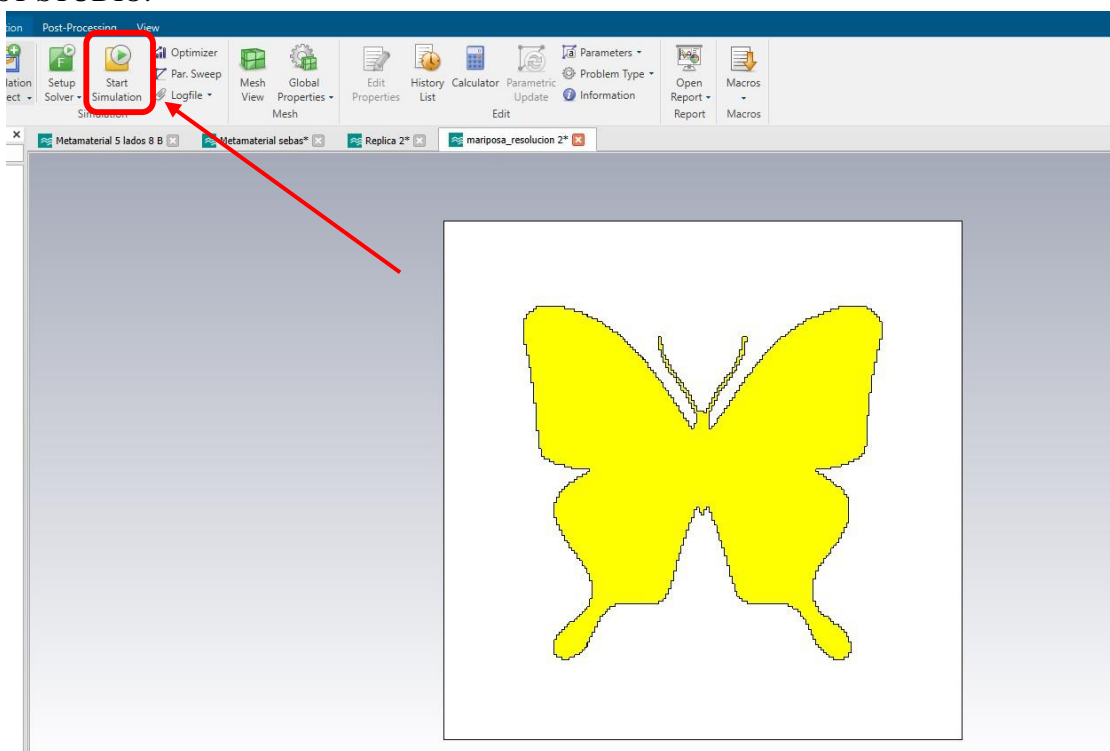 Post-Processing View
Optimizer
Par. Sweep
Logfile
Setup Solver
Start Simulation
Mesh View
Global Properties
Mesh
Edit Properties
History List
Calculator
Parametric Update
Parameters
Problem Type
Information
Edit
Open Report
Report
Macros
Macros
Metamaterial 5 lados 8 B
Metamaterial sebas*
Replica 2*
mariposa_resolucion 2*